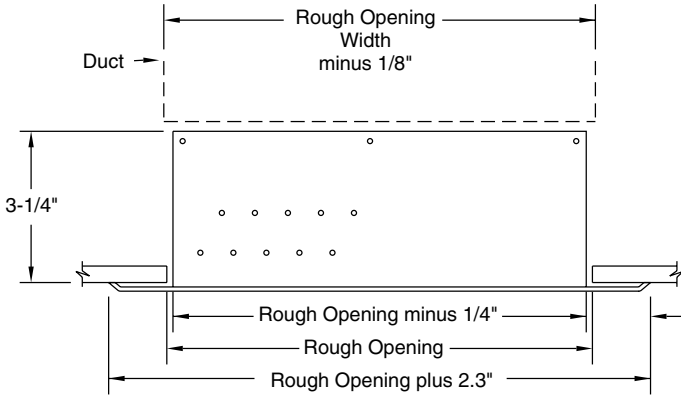 Rough Opening
Width
minus 1/8"
Duct
3-1/4"
Rough Opening minus 1/4"
Rough Opening
Rough Opening plus 2.3"